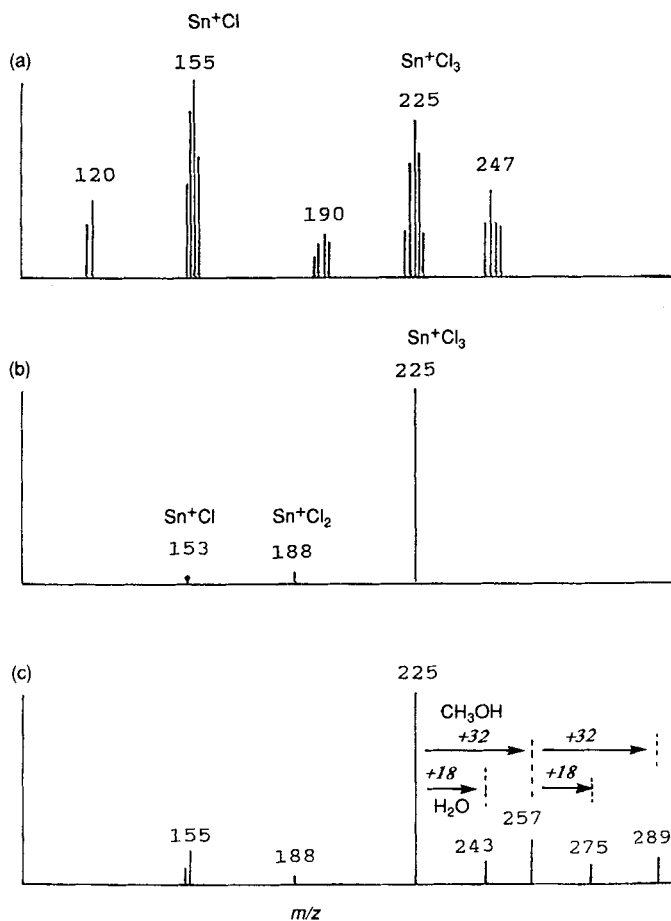 Sn⁺Cl
(a)
155
Sn⁺Cl₃
225
120
247
190
Sn⁺Cl₃
(b)
225
Sn⁺Cl
Sn⁺Cl₂
153
188
(c)
225
CH₃OH
+32
+32
+18
+18
H₂O
257
155
188
243
275
289
m/z